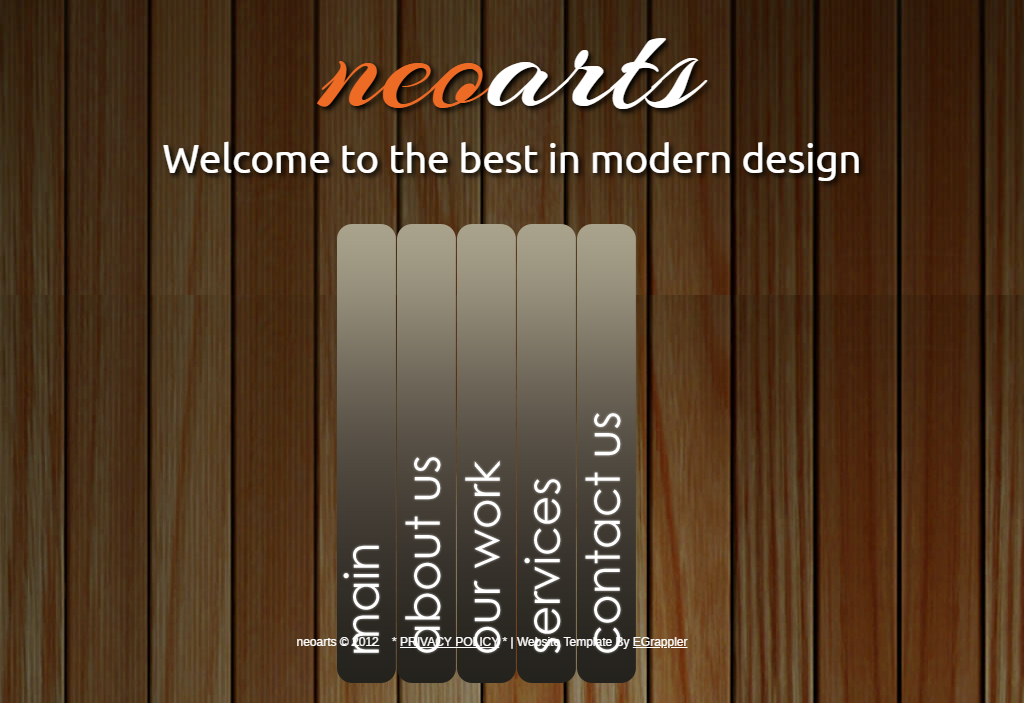 neoarts
Welcome to the best in modern design
main
about us
our work
services
contact us
neoarts © 2012 * PRIVACY POLICY * | Website Template By EGrappler